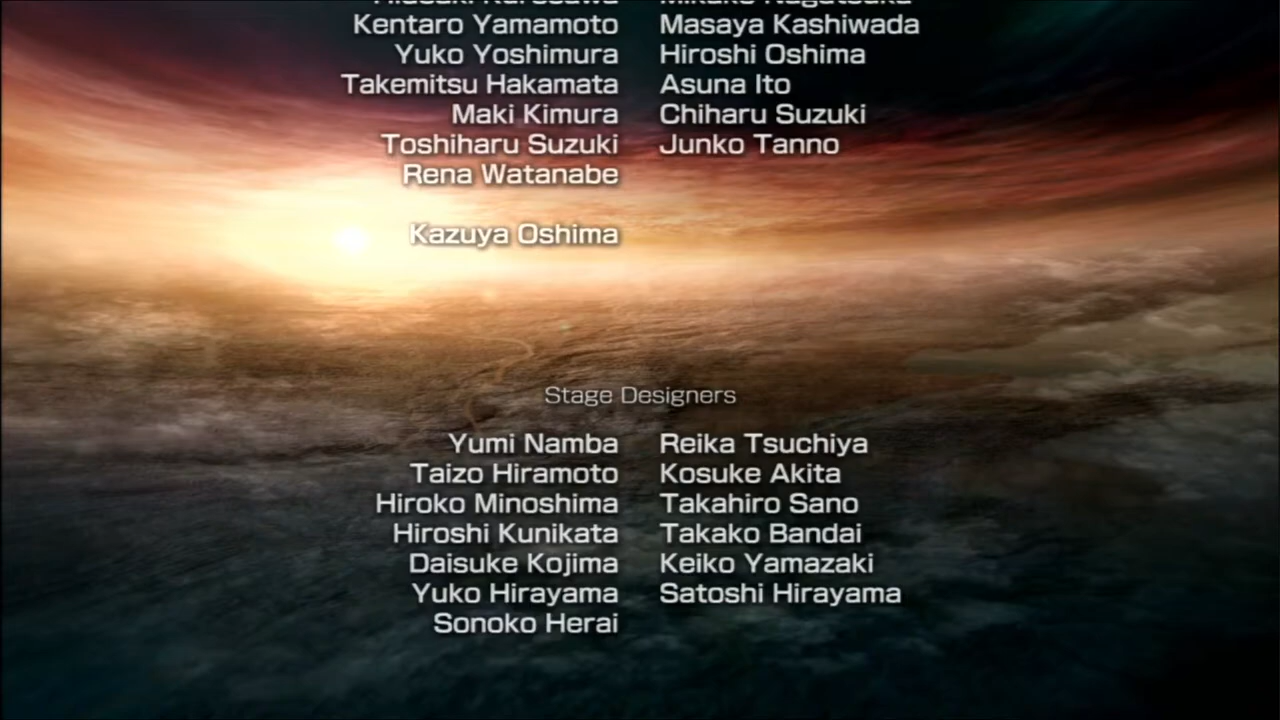 Kentaro Yamamoto Masaya Kashiwada
Yuko Yoshimura Hiroshi Oshima
Takemitsu Hakamata Asuna Ito
Maki Kimura Chiharu Suzuki
Toshiharu Suzuki Junko Tanno
Rena Watanabe
Kazuya Oshima
Stage Designers
Yumi Namba Reika Tsuchiya
Taizo Hiramoto Kosuke Akita
Hiroko Minoshima Takahiro Sano
Hiroshi Kunikata Takako Bandai
Daisuke Kojima Keiko Yamazaki
Yuko Hirayama Satoshi Hirayama
Sonoko Herai